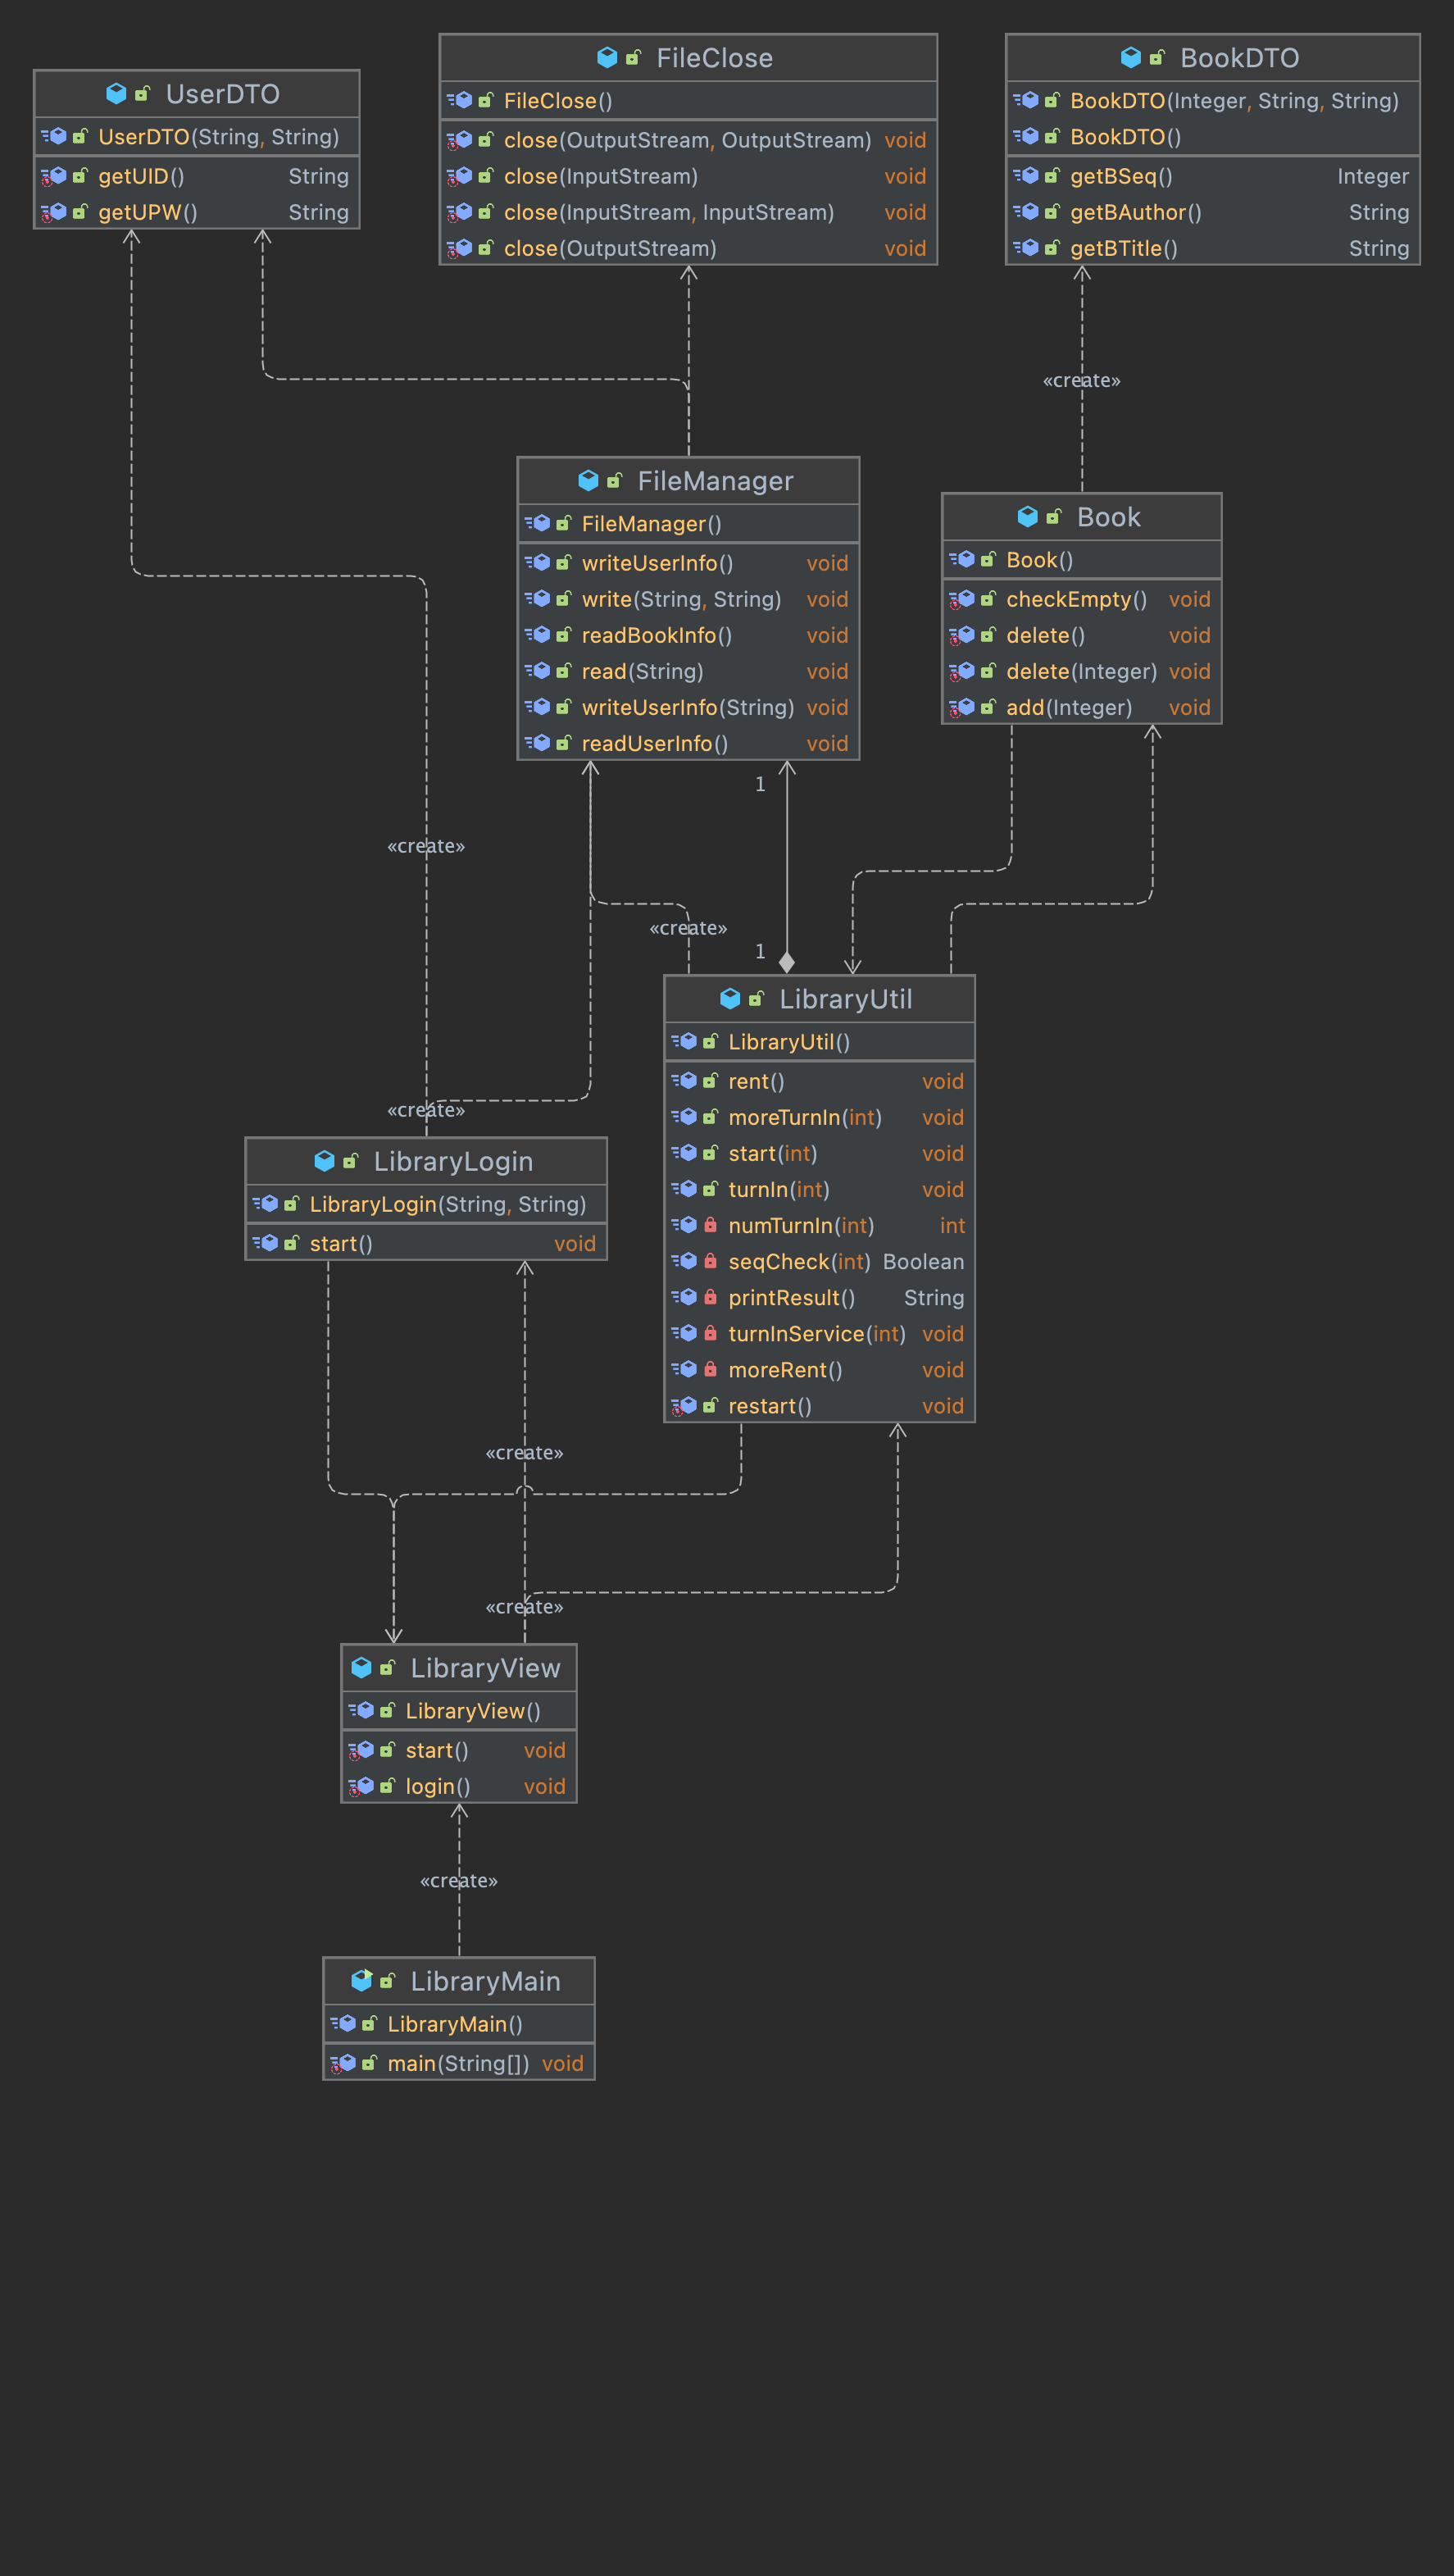 UserDTO
UserDTO(String, String)
getUID() String
getUPW() String
FileClose
FileClose()
close(OutputStream, OutputStream) void
close(InputStream) void
close(InputStream, InputStream) void
close(OutputStream) void
BookDTO
BookDTO(Integer, String, String)
BookDTO()
getBSeq() Integer
getBAuthor() String
getBTitle() String
«create»
FileManager
FileManager()
writeUserInfo() void
write(String, String) void
readBookInfo() void
read(String) void
writeUserInfo(String) void
readUserInfo() void
Book
Book()
checkEmpty() void
delete() void
delete(Integer) void
add(Integer) void
1
«create»
«create»
1
LibraryUtil
LibraryUtil()
rent() void
moreTurnIn(int) void
start(int) void
turnIn(int) void
numTurnIn(int) int
seqCheck(int) Boolean
printResult() String
turnInService(int) void
moreRent() void
restart() void
«create»
LibraryLogin
LibraryLogin(String, String)
start() void
«create»
«create»
LibraryView
LibraryView()
start() void
login() void
«create»
LibraryMain
LibraryMain()
main(String[]) void